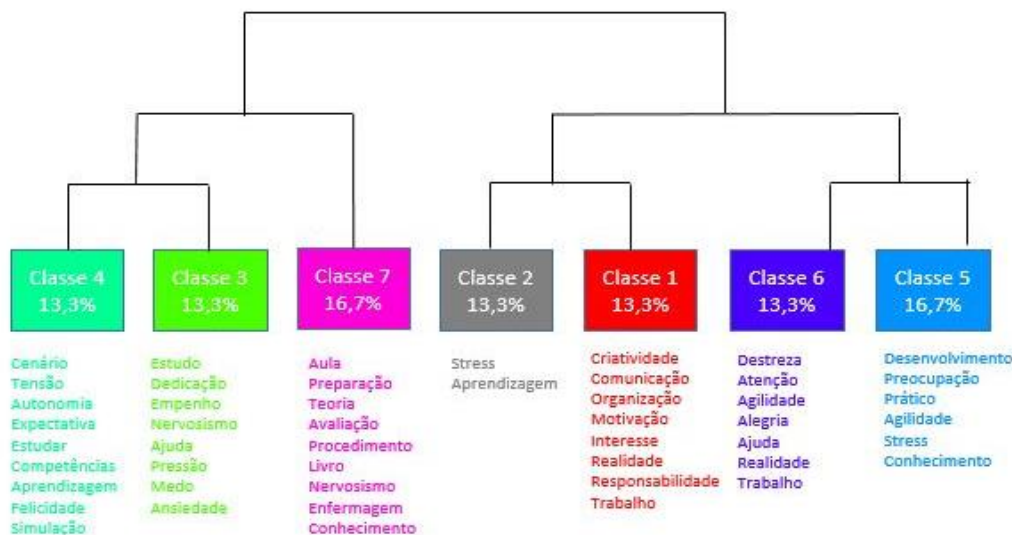 Classe 4
13,3%
Classe 3
13,3%
Classe 7
16,7%
Classe 2
13,3%
Classe 1
13,3%
Classe 6
13,3%
Classe 5
16,7%
Cenário
Tensão
Autonomia
Expectativa
Estudar
Competências
Aprendizagem
Felicidade
Simulação
Estudo
Dedicação
Empenho
Nervosismo
Ajuda
Pressão
Medo
Ansiedade
Aula
Preparação
Teoria
Avaliação
Procedimento
Livro
Nervosismo
Enfermagem
Conhecimento
Stress
Aprendizagem
Criatividade
Comunicação
Organização
Motivação
Interesse
Realidade
Responsabilidade
Trabalho
Destreza
Atenção
Agilidade
Alegria
Ajuda
Realidade
Trabalho
Desenvolvimento
Preocupação
Prático
Agilidade
Stress
Conhecimento